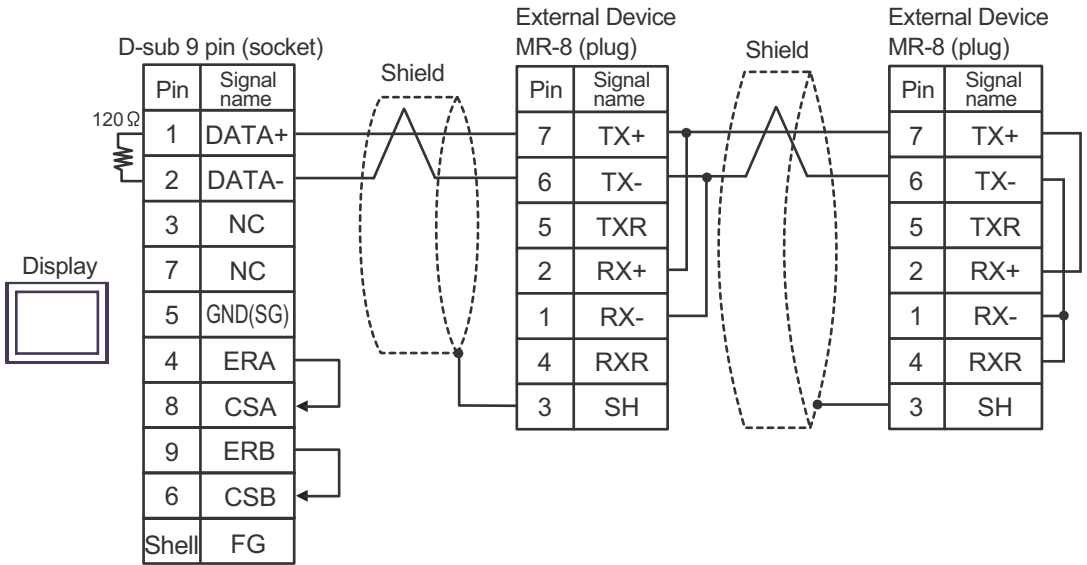 External Device
External Device
D-sub 9 pin (socket)
MR-8 (plug)
MR-8 (plug)
Shield
Shield
Pin Signal name
120Ω
1 DATA+
2 DATA-
3 NC
7 NC
5 GND(SG)
4 ERA
8 CSA
9 ERB
6 CSB
Shell FG
Display
Pin Signal name
7 TX+
6 TX-
5 TXR
2 RX+
1 RX-
4 RXR
3 SH
Pin Signal name
7 TX+
6 TX-
5 TXR
2 RX+
1 RX-
4 RXR
3 SH